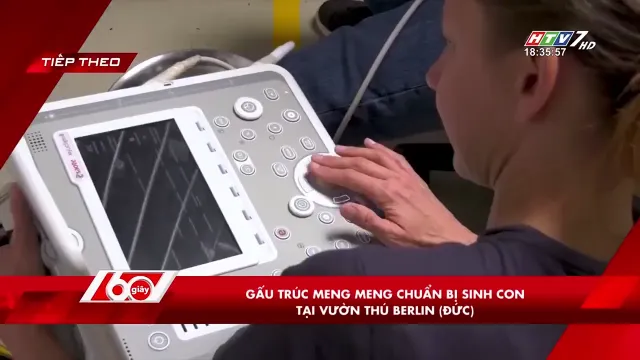 TIẾP THEO
HTV7 HD
18:35:57
60 giây
GẤU TRÚC MENG MENG CHUẨN BỊ SINH CON
TẠI VƯỜN THÚ BERLIN (ĐỨC)